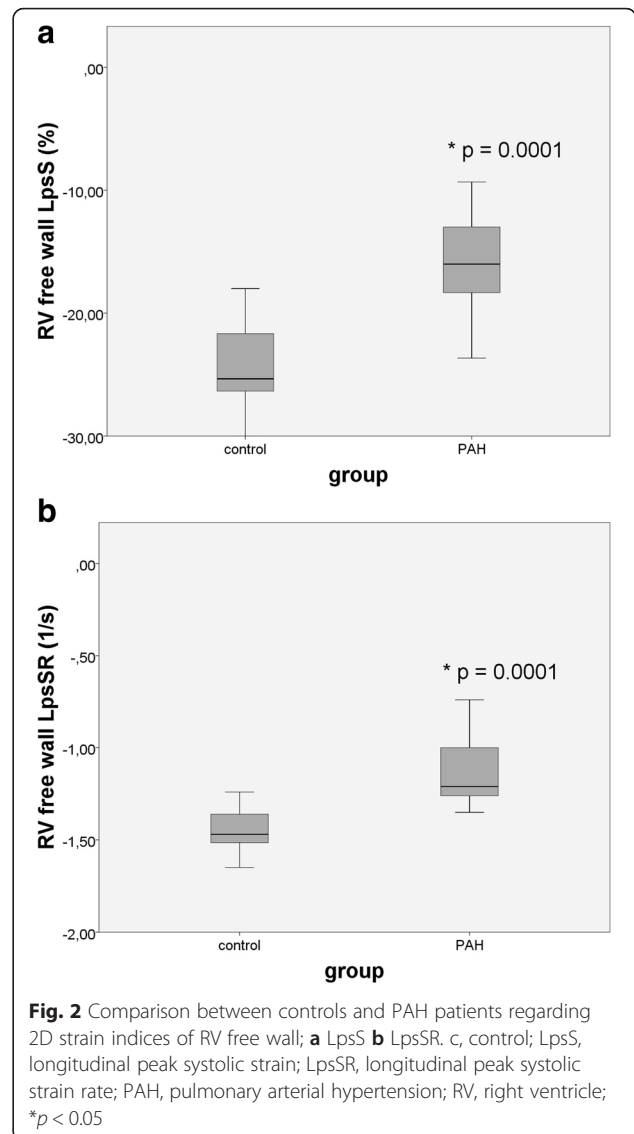 a
,00
-10,00
-20,00
-30,00
RV free wall LpsS (%)
* p = 0.0001
control
PAH
group
b
,00
-,50
-1,00
-1,50
-2,00
RV free wall LpsSR (1/s)
* p = 0.0001
control
PAH
group
Fig. 2 Comparison between controls and PAH patients regarding
2D strain indices of RV free wall; a LpsS b LpsSR. c, control; LpsS,
longitudinal peak systolic strain; LpsSR, longitudinal peak systolic
strain rate; PAH, pulmonary arterial hypertension; RV, right ventricle;
*p < 0.05